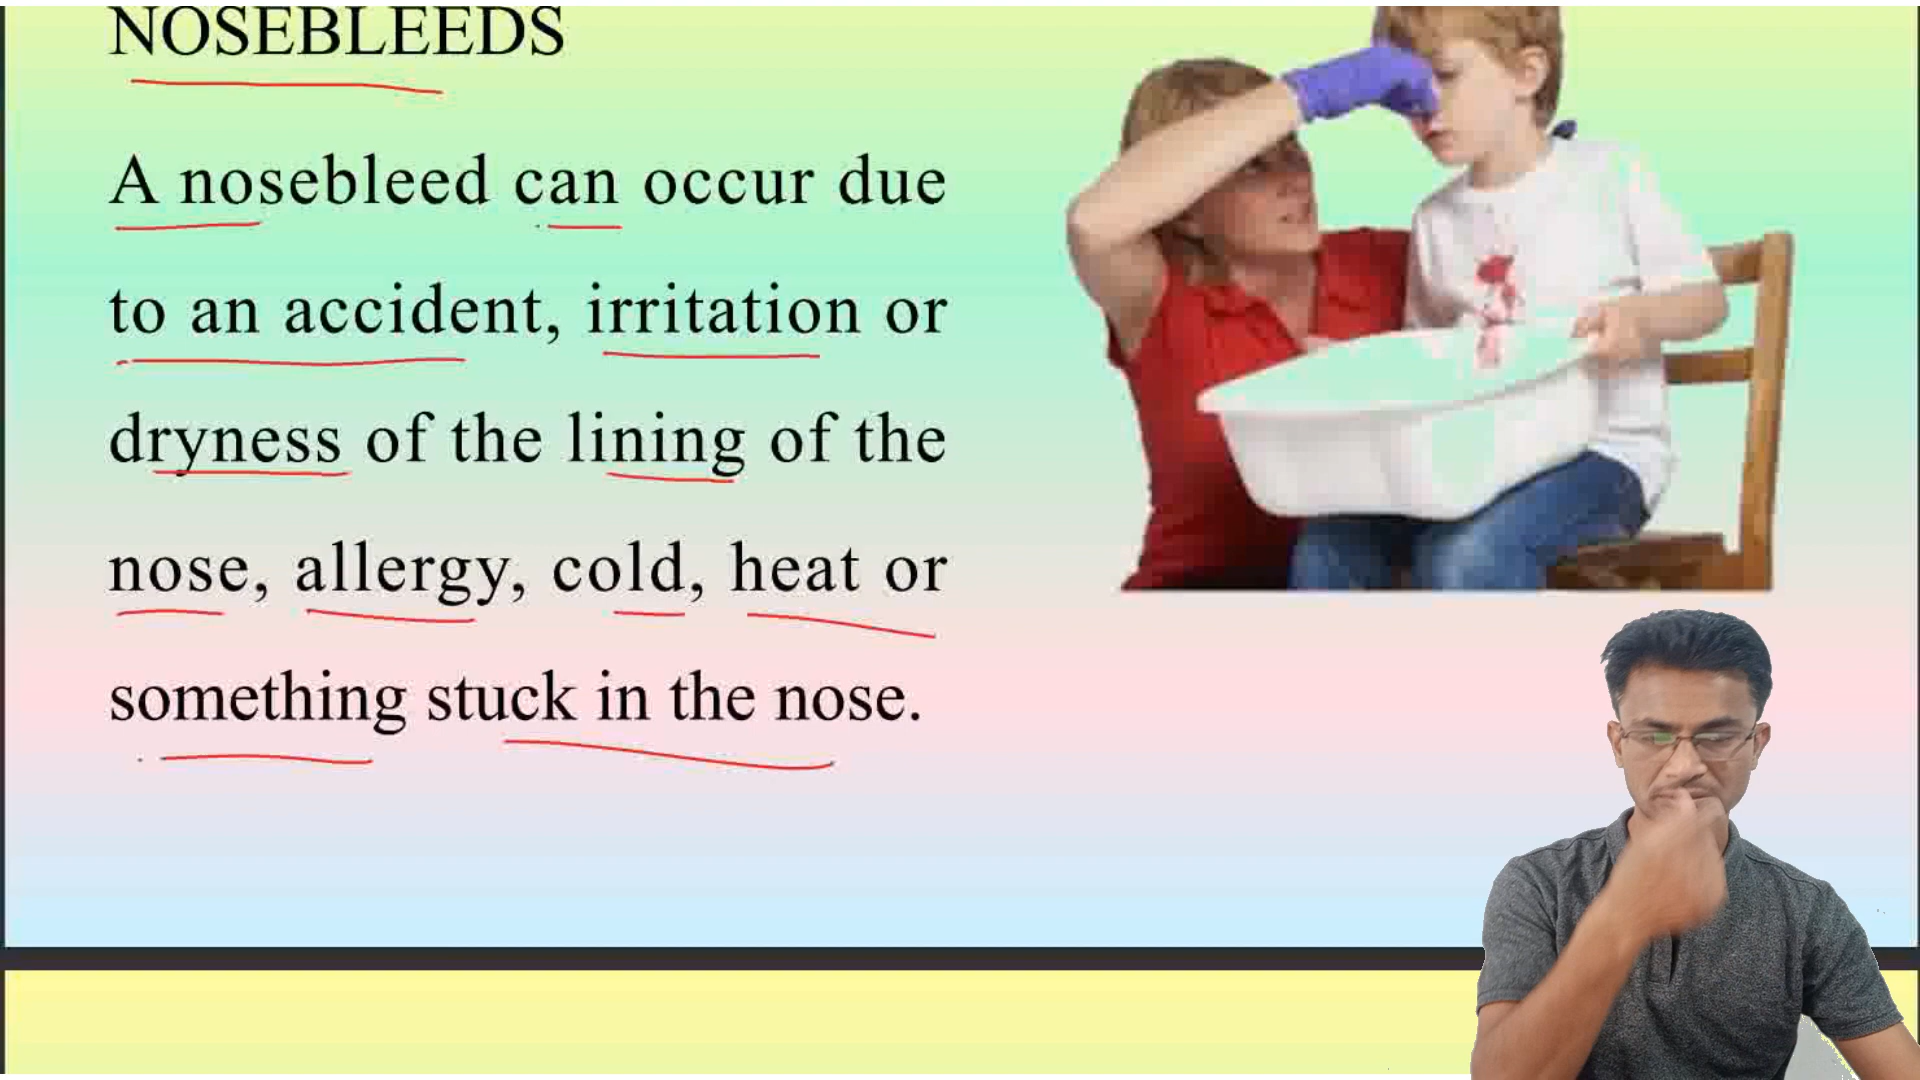 NOSEBLEEDS
A nosebleed can occur due
to an accident, irritation or
dryness of the lining of the
nose, allergy, cold, heat or
something stuck in the nose.